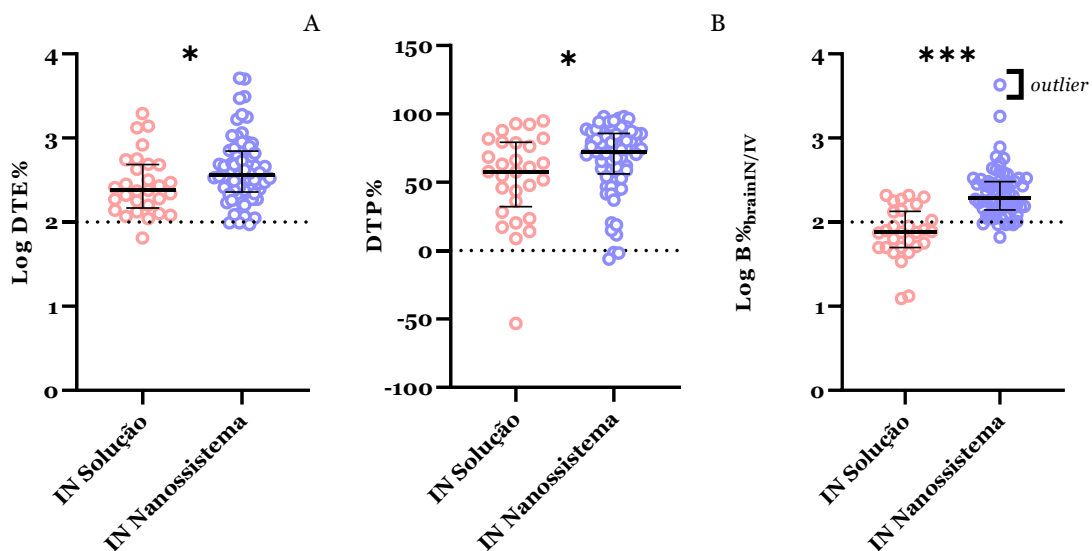 A
B
*
*
***
Log DTE%
4
3
2
1
0
IN Solução
IN Nanossistema
DTP%
150
100
50
0
-50
-100
IN Solução
IN Nanossistema
Log B%brainIN/IV
4
3
2
1
0
outlier
IN Solução
IN Nanossistema